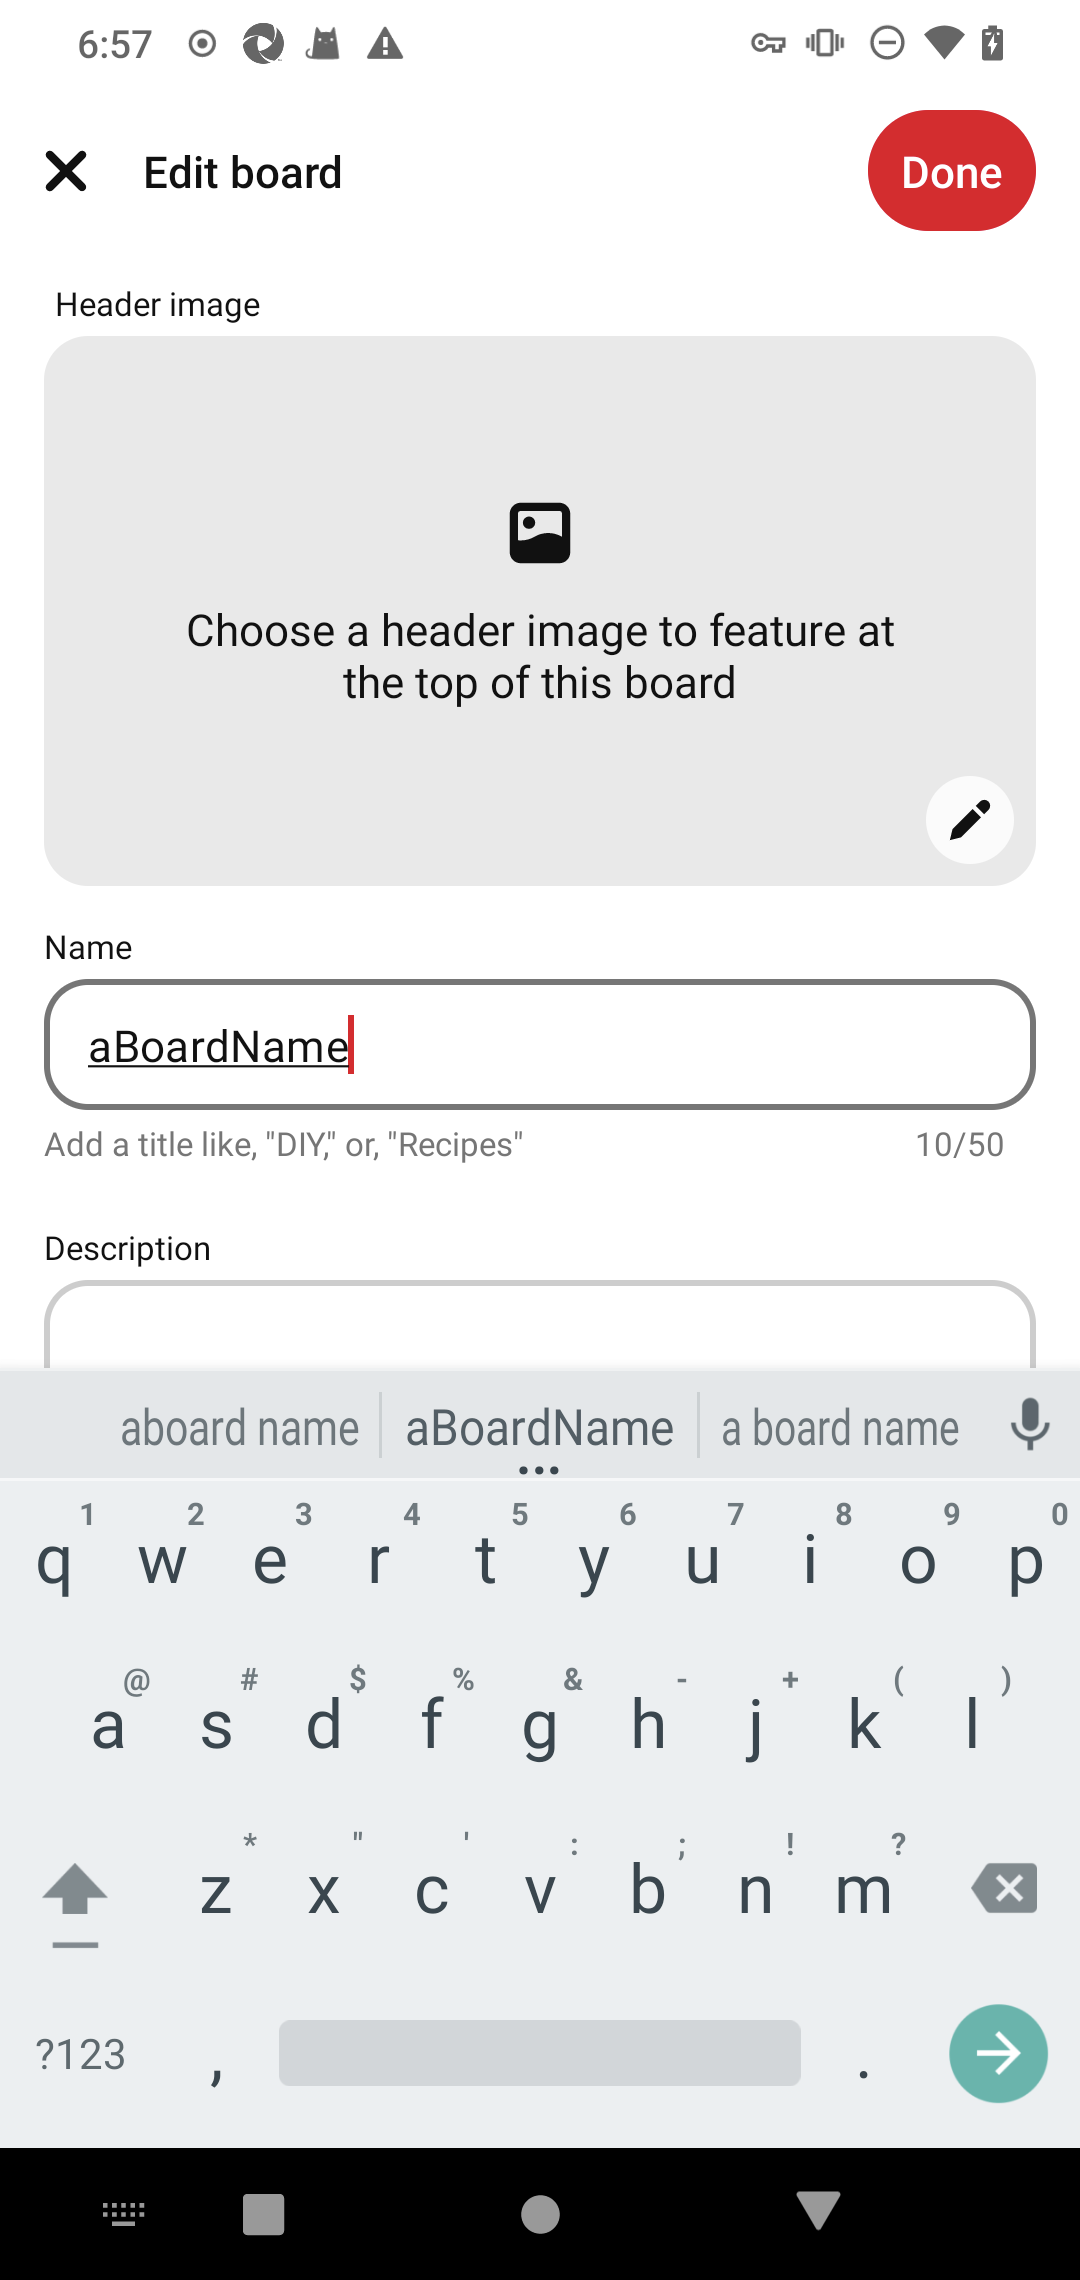 6:57
Edit board
Done
Header image
Choose a header image to feature at
the top of this board
Name
aBoardName
Add a title like, "DIY," or, "Recipes" 10/50
Description
aboard name aBoardName a board name
1 2 3 4 5 6 7 8 9 0
q w e r t y u i o p
@ # $ % & - + ( )
a s d f g h j k l
* " ' : ; ! ?
z x c v b n m
?123 , .